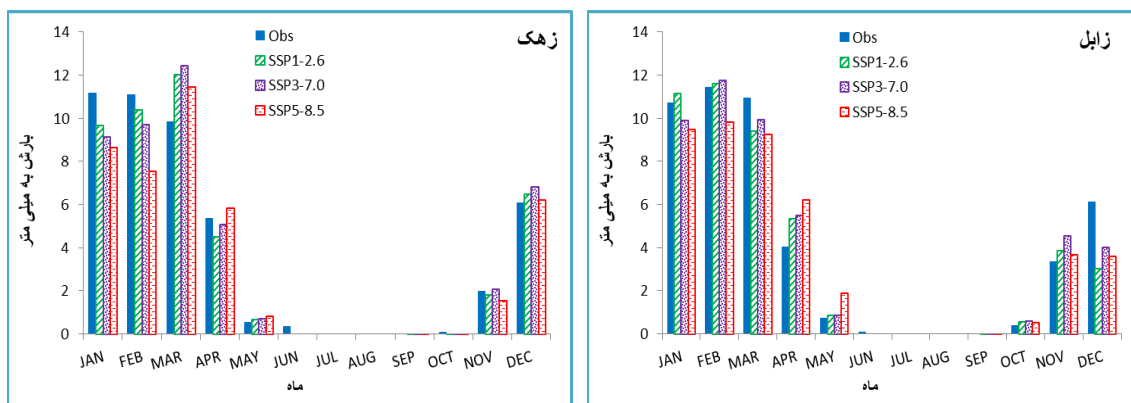 زهک
Obs
SSP1-2.6
SSP3-7.0
SSP5-8.5
بارش به میلی متر
14
12
10
8
6
4
2
0
JAN FEB MAR APR MAY JUN JUL AUG SEP OCT NOV DEC
ماه
زابل
Obs
SSP1-2.6
SSP3-7.0
SSP5-8.5
بارش به میلی متر
14
12
10
8
6
4
2
0
JAN FEB MAR APR MAY JUN JUL AUG SEP OCT NOV DEC
ماه